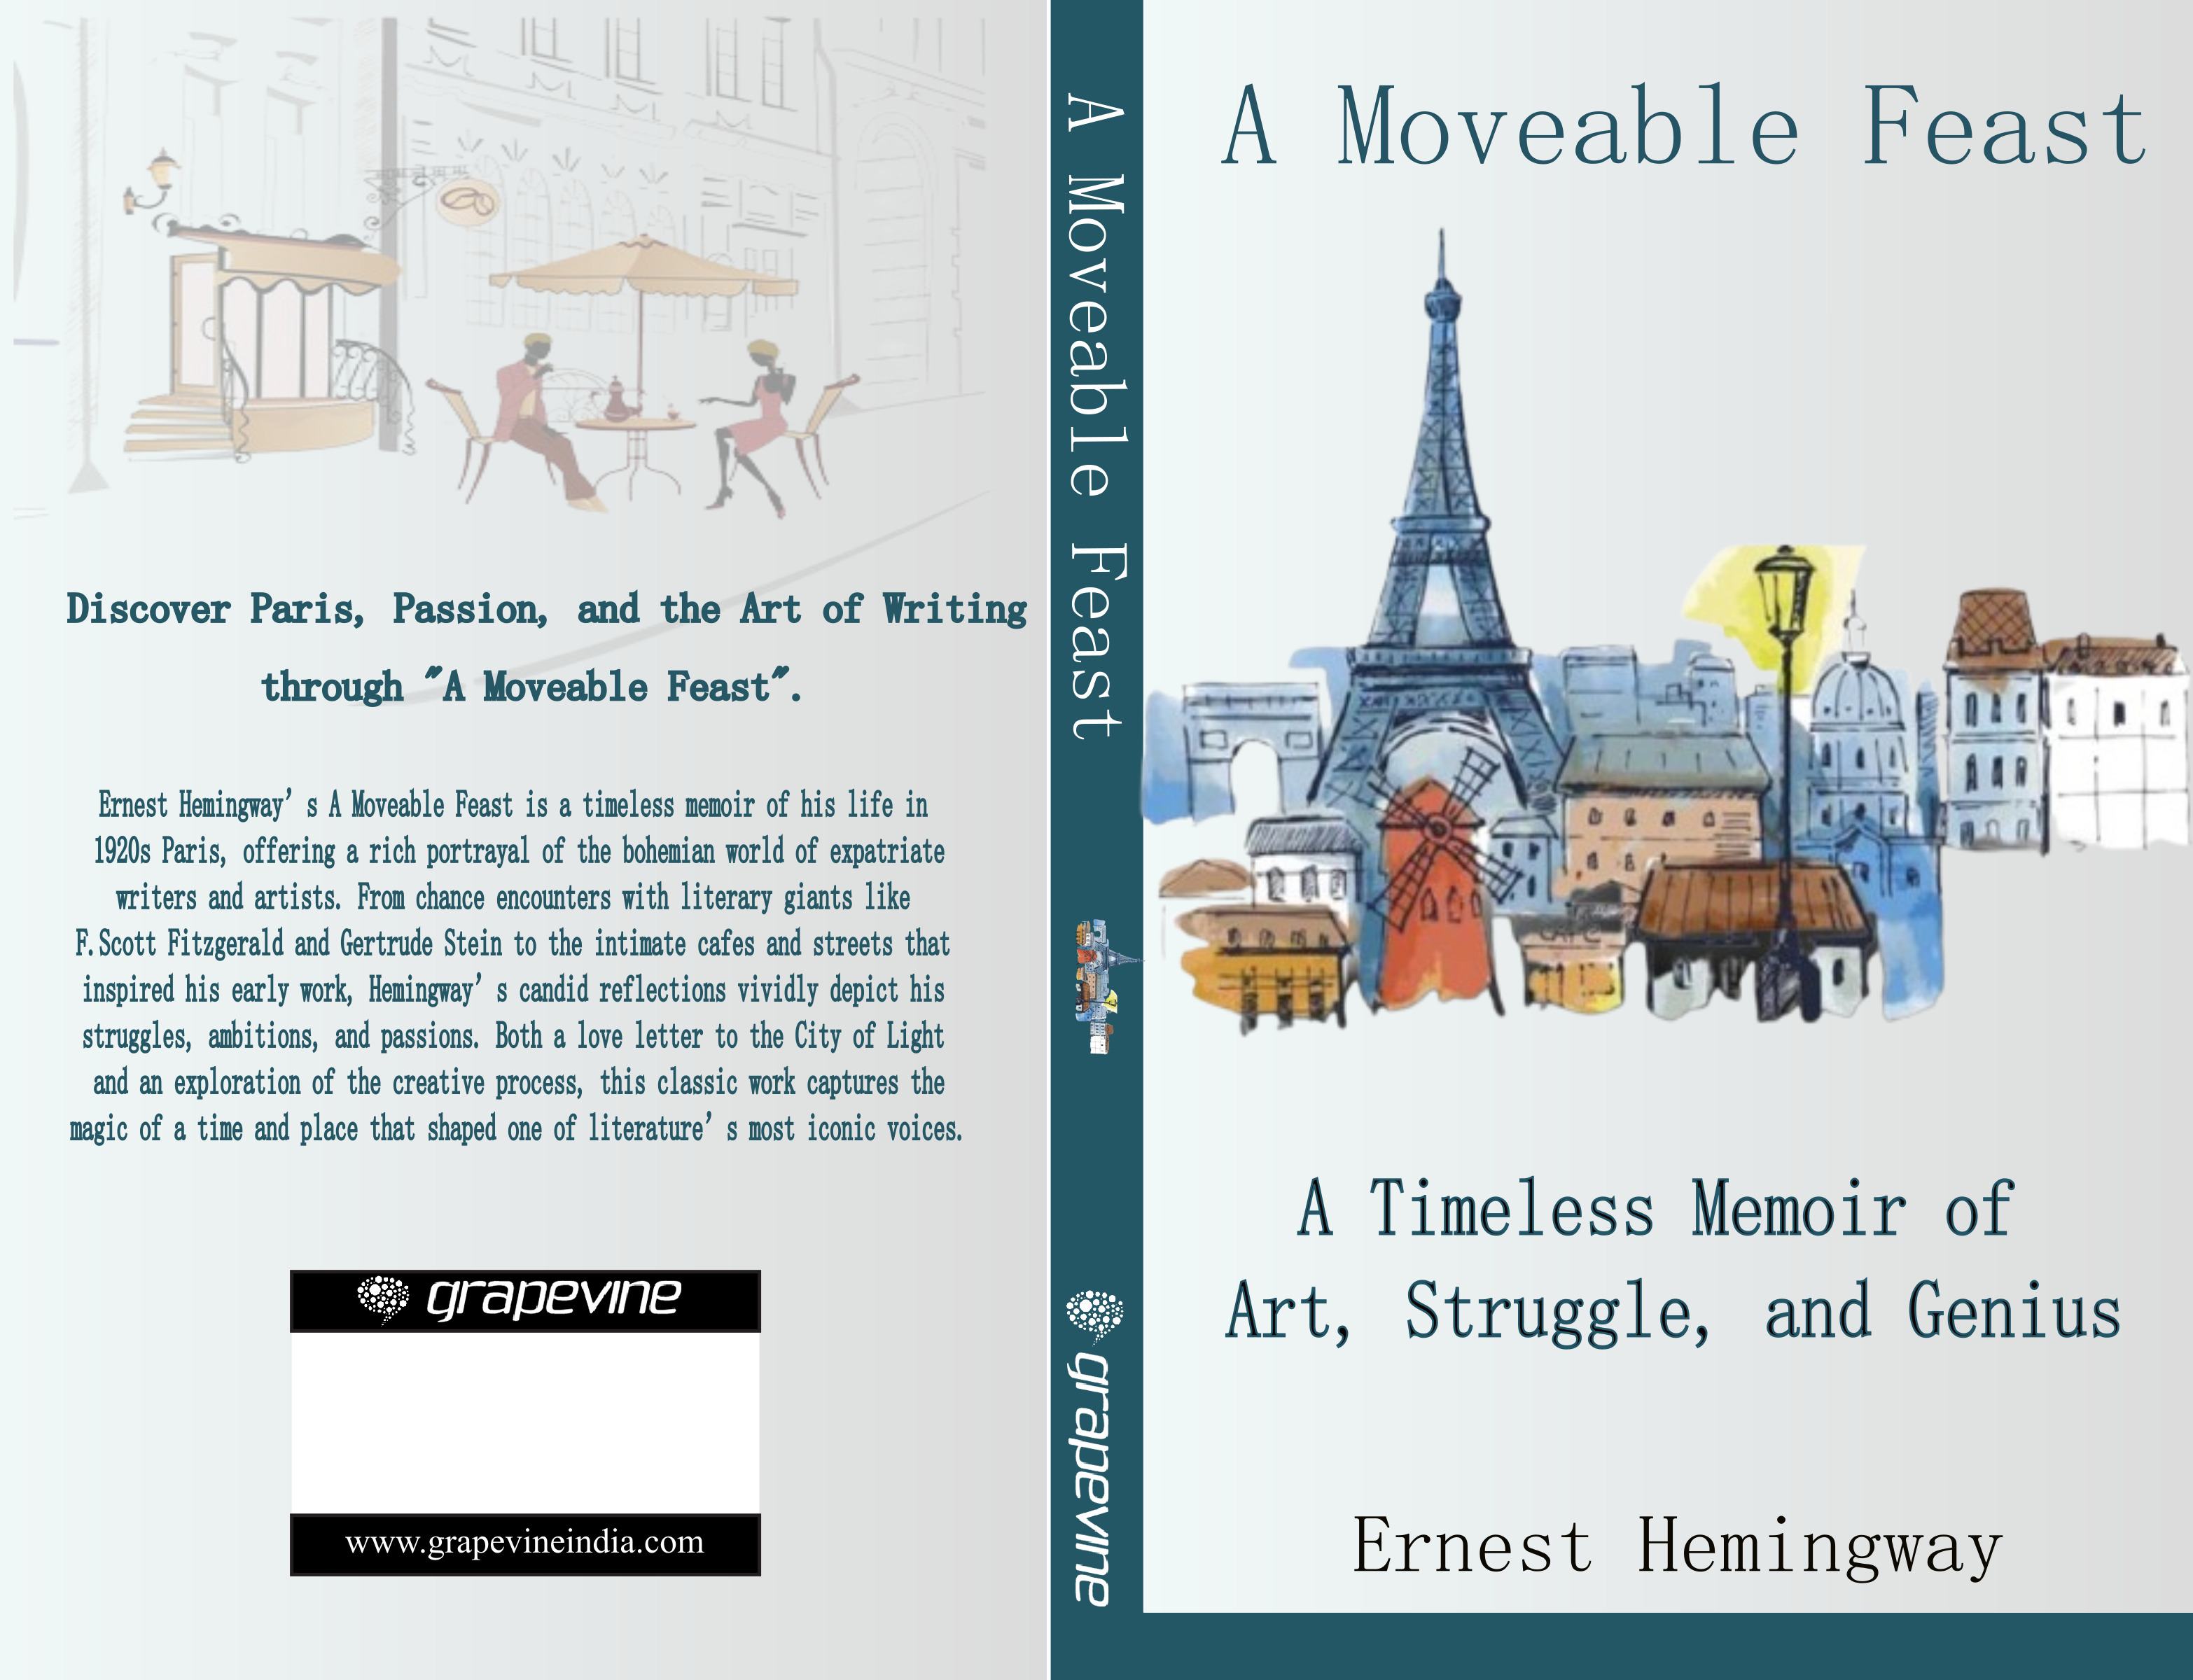 Discover Paris, Passion, and the Art of Writing
through "A Moveable Feast".
Ernest Hemingway’s A Moveable Feast is a timeless memoir of his life in
1920s Paris, offering a rich portrayal of the bohemian world of expatriate
writers and artists. From chance encounters with literary giants like
F.Scott Fitzgerald and Gertrude Stein to the intimate cafes and streets that
inspired his early work, Hemingway’s candid reflections vividly depict his
struggles, ambitions, and passions. Both a love letter to the City of Light
and an exploration of the creative process, this classic work captures the
magic of a time and place that shaped one of literature’s most iconic voices.
grapevine
www.grapevineindia.com
A Moveable Feast
grapevine
A Moveable Feast
CAFE
A Timeless Memoir of
Art, Struggle, and Genius
Ernest Hemingway